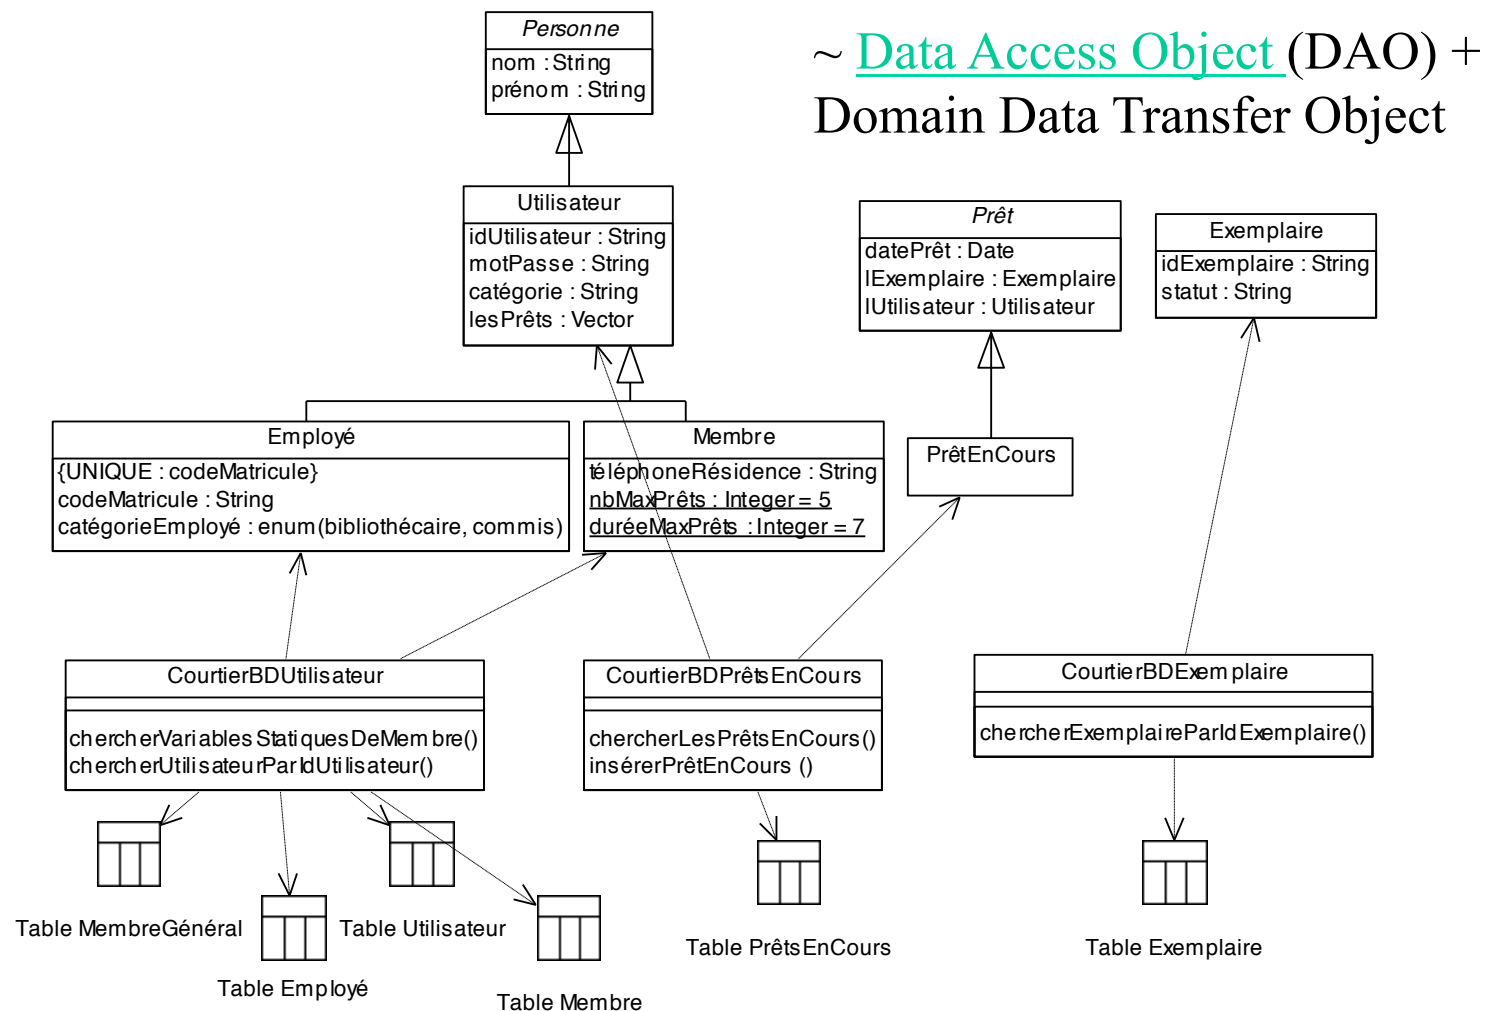 ~ Data Access Object (DAO) +
Domain Data Transfer Object
Personne
nom : String
prénom : String
Utilisateur
idUtilisateur : String
motPasse : String
catégorie : String
lesPrêts : Vector
Prêt
datePrêt : Date
lExemplaire : Exemplaire
lUtilisateur : Utilisateur
Exemplaire
idExemplaire : String
statut : String
Employé
{UNIQUE : codeMatricule}
codeMatricule : String
catégorieEmployé : enum(bibliothécaire, commis)
Membre
téléphoneRésidence : String
nbMaxPrêts : Integer = 5
duréeMaxPrêts : Integer = 7
PrêtEnCours
CourtierBDUtilisateur
chercherVariablesStatiquesDeMembre()
chercherUtilisateurParIdUtilisateur()
CourtierBDPrêtsEnCours
chercherLesPrêtsEnCours()
insérerPrêtEnCours ()
CourtierBDExemplaire
chercherExemplaireParIdExemplaire()
Table MembreGénéral
Table Employé
Table Utilisateur
Table Membre
Table PrêtsEnCours
Table Exemplaire